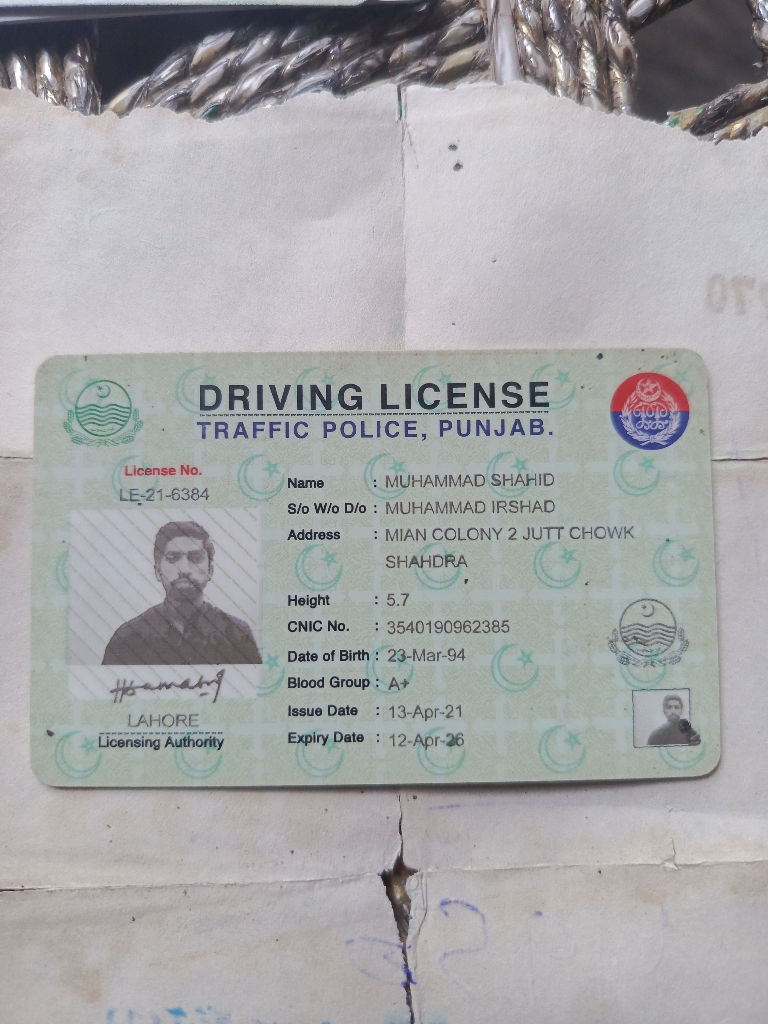 DRIVING LICENSE
TRAFFIC POLICE, PUNJAB.
License No.
LE-21-6384
Name : MUHAMMAD SHAHID
S/o W/o D/o : MUHAMMAD IRSHAD
Address : MIAN COLONY 2 JUTT CHOWK
SHAHDRA
Height : 5.7
CNIC No. : 3540190962385
Date of Birth : 23-Mar-94
Blood Group : A+
Issue Date : 13-Apr-21
Expiry Date : 12-Apr-26
LAHORE
Licensing Authority